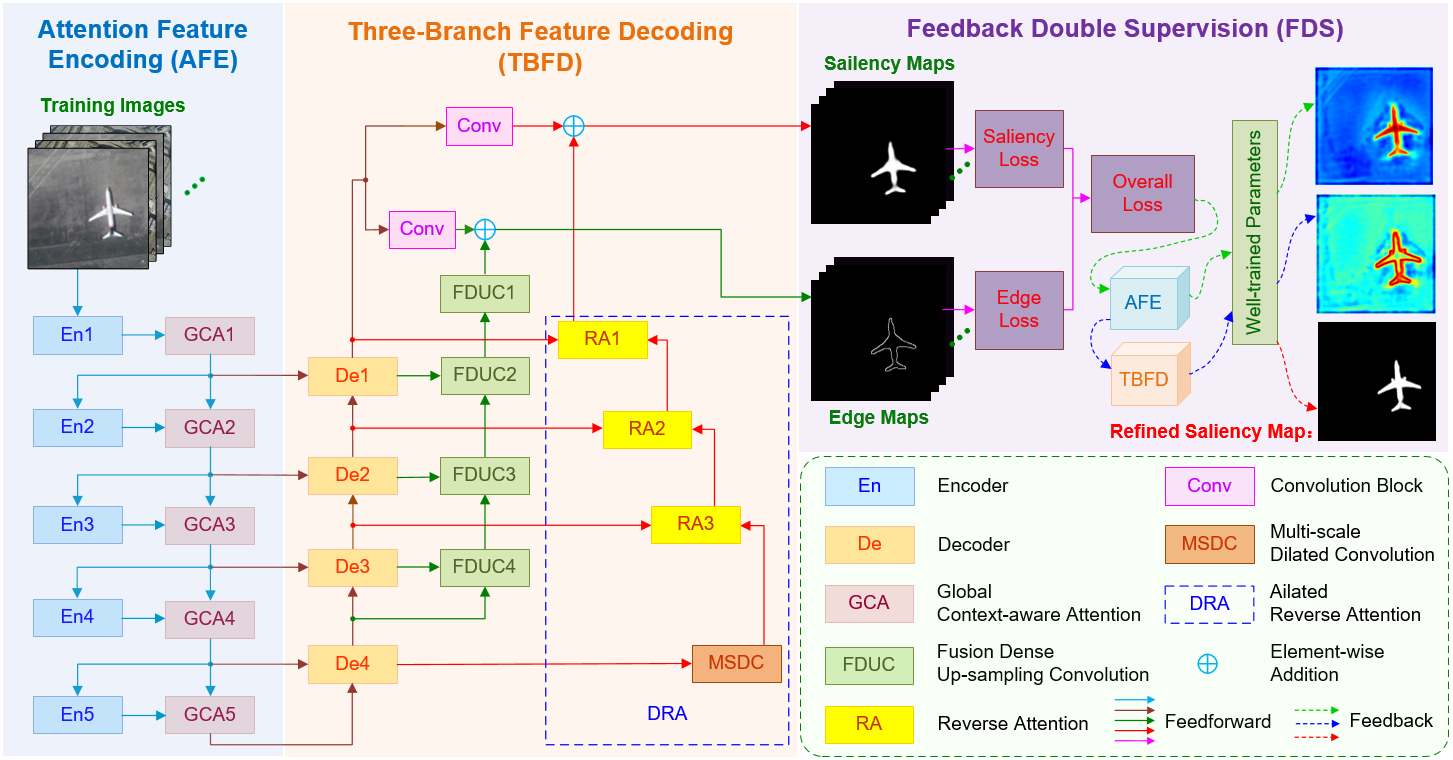 Attention Feature
Encoding (AFE)
Training Images
En1
GCA1
En2
GCA2
En3
GCA3
En4
GCA4
En5
GCA5
Three-Branch Feature Decoding
(TBFD)
Conv
Conv
FDUC1
De1
FDUC2
De2
FDUC3
De3
FDUC4
De4
RA1
RA2
RA3
MSDC
DRA
Feedback Double Supervision (FDS)
Sailency Maps
Saliency
Loss
Edge
Loss
Edge Maps
Overall
Loss
AFE
TBFD
Well-trained Parameters
Refined Saliency Map:
En
Encoder
Conv
Convolution Block
De
Decoder
MSDC
Multi-scale
Dilated Convolution
GCA
Global
Context-aware Attention
DRA
Ailated
Reverse Attention
FDUC
Fusion Dense
Up-sampling Convolution
Element-wise
Addition
RA
Reverse Attention
Feedforward
Feedback